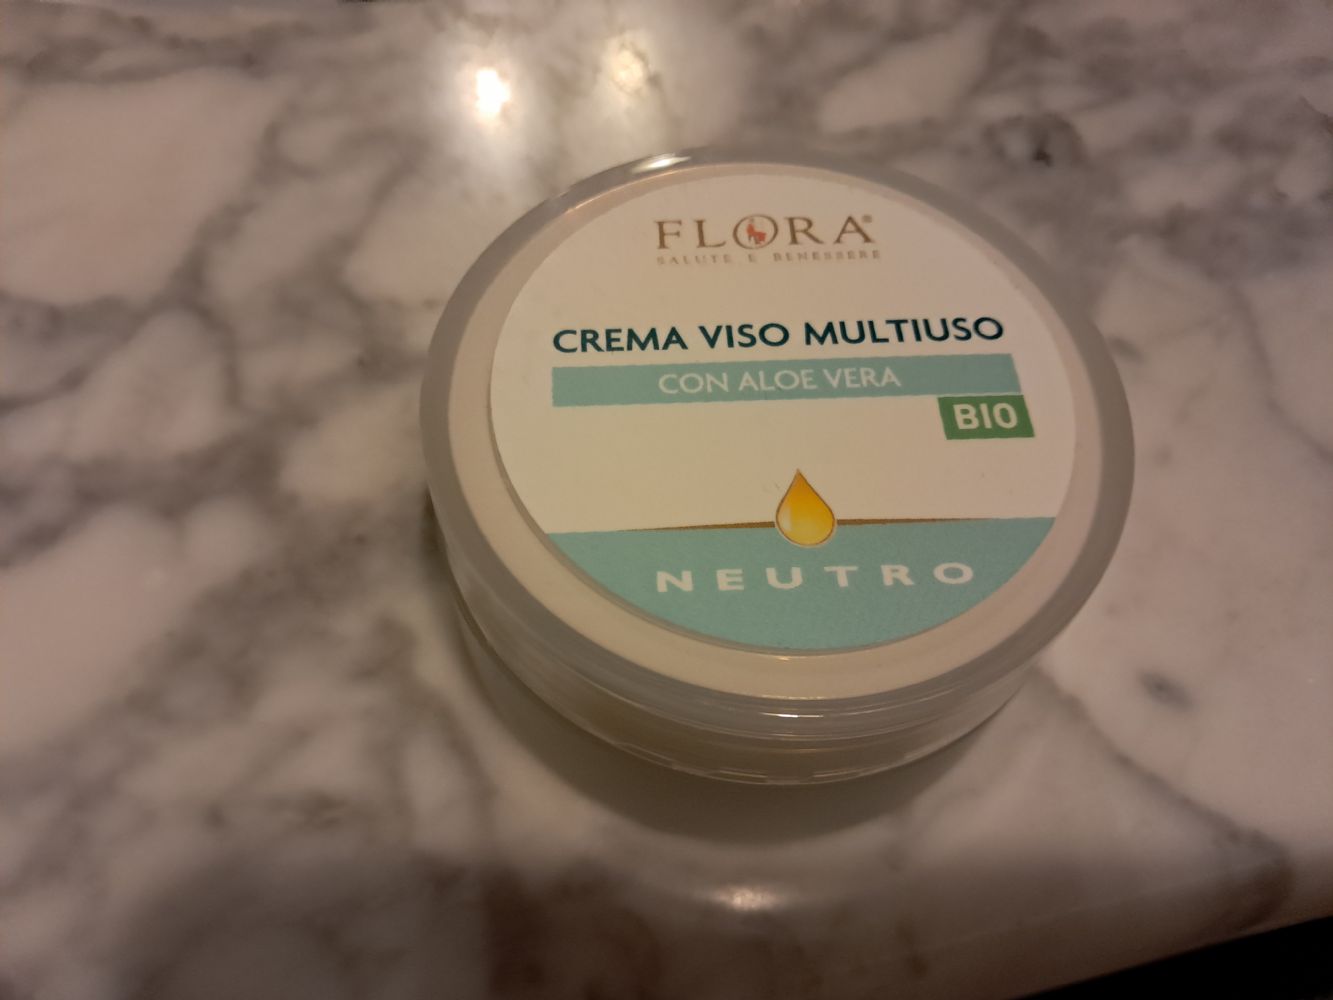 FLORA®
SALUTE E BENESSERE
CREMA VISO MULTIUSO
CON ALOE VERA
BIO
NEUTRO